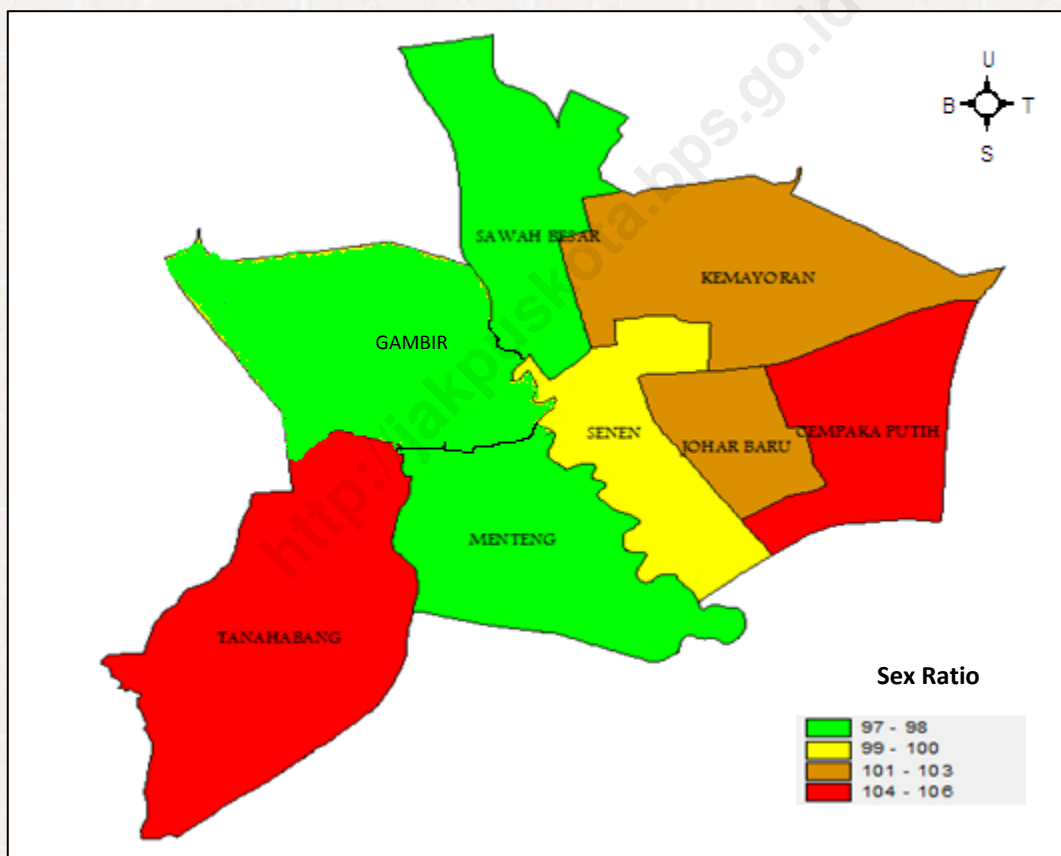 http://jakpuskota.bps.go.id
U
B T
S
SAWAH BESAR
KEMAYORAN
GAMBIR
SENEN
JOHAR BARU
CEMPAKA PUTIH
MENTENG
TANAHABANG
Sex Ratio
97 - 98
99 - 100
101 - 103
104 - 106